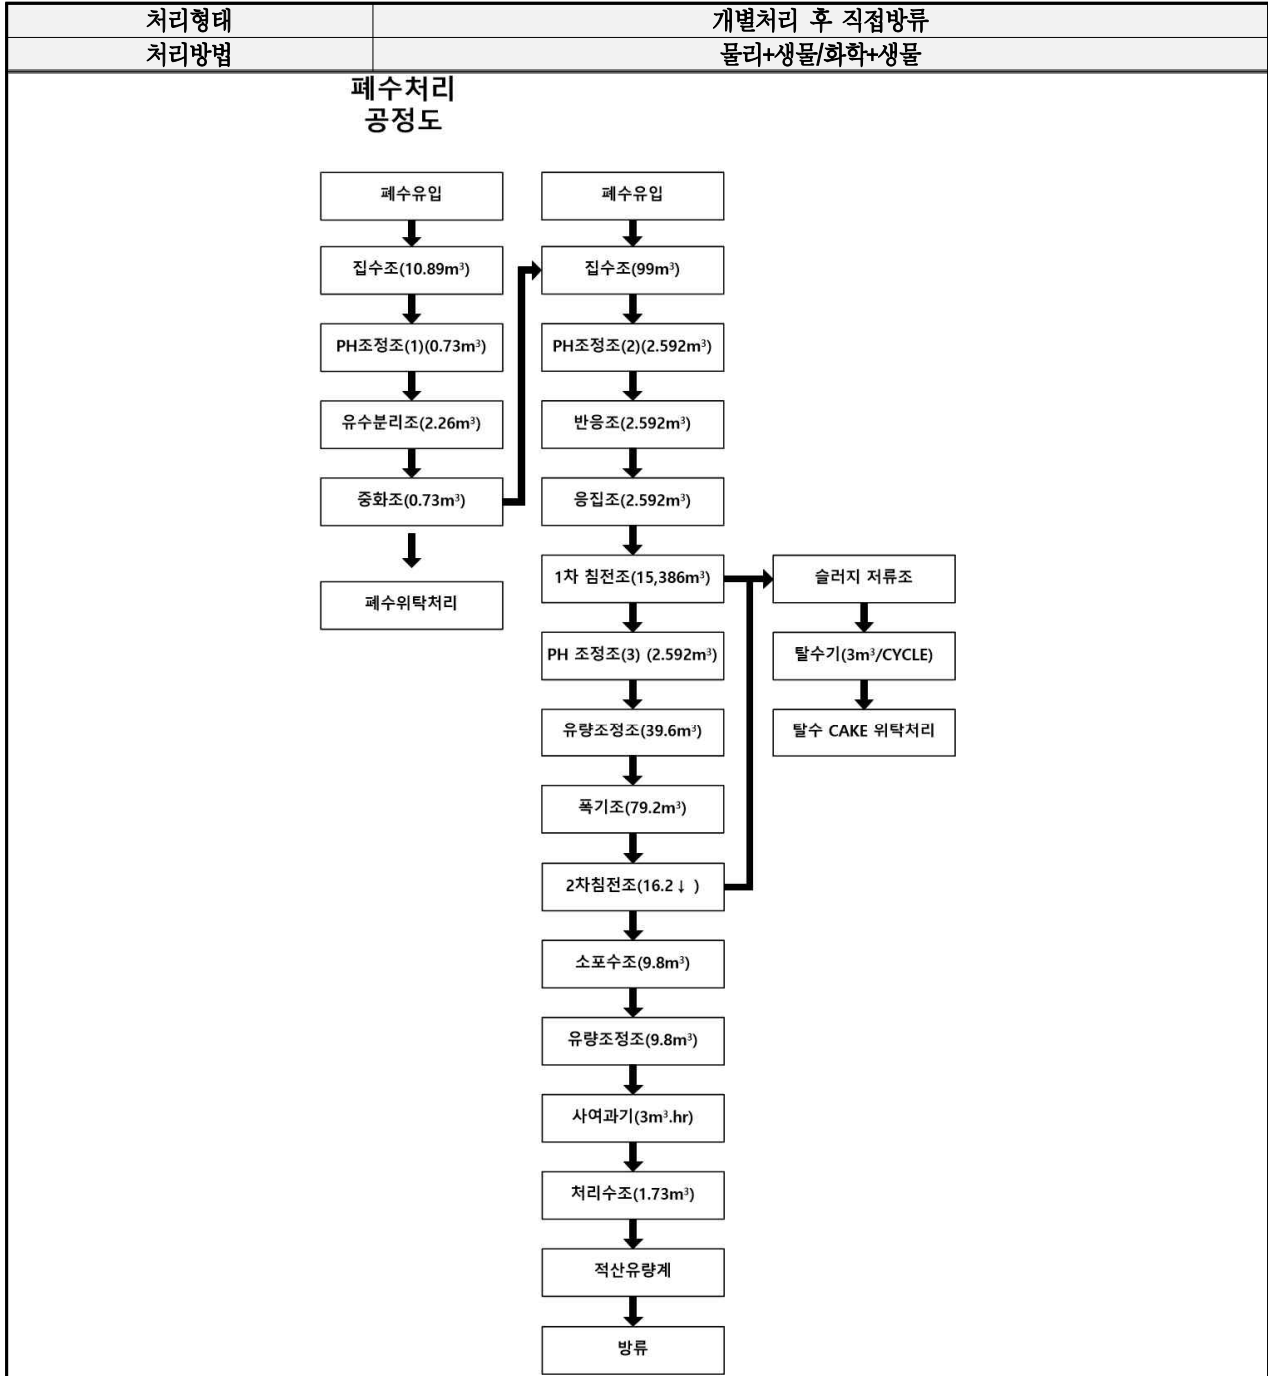 처리형태 개별처리 후 직접방류
처리방법 물리+생물/화학+생물
폐수처리
공정도
폐수유입
집수조(10.89m³)
PH조정조(1)(0.73m³)
유수분리조(2.26m³)
중화조(0.73m³)
폐수위탁처리
폐수유입
집수조(99m³)
PH조정조(2)(2.592m³)
반응조(2.592m³)
응집조(2.592m³)
1차 침전조(15,386m³)
PH 조정조(3) (2.592m³)
유량조정조(39.6m³)
폭기조(79.2m³)
2차침전조(16.2↓ )
소포수조(9.8m³)
유량조정조(9.8m³)
사여과기(3m³.hr)
처리수조(1.73m³)
적산유량계
방류
슬러지 저류조
탈수기(3m³/CYCLE)
탈수 CAKE 위탁처리